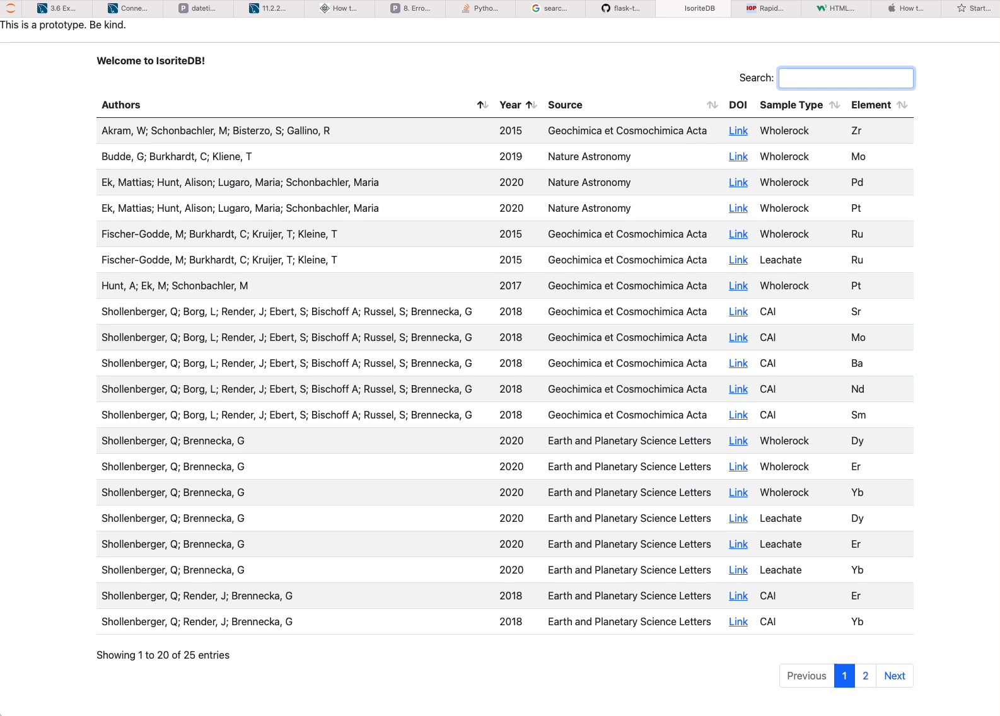 3.6 Ex... Conne... dateti... 11.2.2... How t... 8. Erro... Pytho... searc... flask-t... IsoriteDB IOP Rapid... HTML... How t... Start...
This is a prototype. Be kind.
Welcome to IsoriteDB!
Search:
Authors Year Source DOI Sample Type Element
Akram, W; Schonbachler, M; Bisterzo, S; Gallino, R 2015 Geochimica et Cosmochimica Acta Link Wholerock Zr
Budde, G; Burkhardt, C; Kliene, T 2019 Nature Astronomy Link Wholerock Mo
Ek, Mattias; Hunt, Alison; Lugaro, Maria; Schonbachler, Maria 2020 Nature Astronomy Link Wholerock Pd
Ek, Mattias; Hunt, Alison; Lugaro, Maria; Schonbachler, Maria 2020 Nature Astronomy Link Wholerock Pt
Fischer-Godde, M; Burkhardt, C; Kruijer, T; Kleine, T 2015 Geochimica et Cosmochimica Acta Link Wholerock Ru
Fischer-Godde, M; Burkhardt, C; Kruijer, T; Kleine, T 2015 Geochimica et Cosmochimica Acta Link Leachate Ru
Hunt, A; Ek, M; Schonbachler, M 2017 Geochimica et Cosmochimica Acta Link Wholerock Pt
Shollenberger, Q; Borg, L; Render, J; Ebert, S; Bischoff A; Russel, S; Brennecka, G 2018 Geochimica et Cosmochimica Acta Link CAI Sr
Shollenberger, Q; Borg, L; Render, J; Ebert, S; Bischoff A; Russel, S; Brennecka, G 2018 Geochimica et Cosmochimica Acta Link CAI Mo
Shollenberger, Q; Borg, L; Render, J; Ebert, S; Bischoff A; Russel, S; Brennecka, G 2018 Geochimica et Cosmochimica Acta Link CAI Ba
Shollenberger, Q; Borg, L; Render, J; Ebert, S; Bischoff A; Russel, S; Brennecka, G 2018 Geochimica et Cosmochimica Acta Link CAI Nd
Shollenberger, Q; Borg, L; Render, J; Ebert, S; Bischoff A; Russel, S; Brennecka, G 2018 Geochimica et Cosmochimica Acta Link CAI Sm
Shollenberger, Q; Brennecka, G 2020 Earth and Planetary Science Letters Link Wholerock Dy
Shollenberger, Q; Brennecka, G 2020 Earth and Planetary Science Letters Link Wholerock Er
Shollenberger, Q; Brennecka, G 2020 Earth and Planetary Science Letters Link Wholerock Yb
Shollenberger, Q; Brennecka, G 2020 Earth and Planetary Science Letters Link Leachate Dy
Shollenberger, Q; Brennecka, G 2020 Earth and Planetary Science Letters Link Leachate Er
Shollenberger, Q; Brennecka, G 2020 Earth and Planetary Science Letters Link Leachate Yb
Shollenberger, Q; Render, J; Brennecka, G 2018 Earth and Planetary Science Letters Link CAI Er
Shollenberger, Q; Render, J; Brennecka, G 2018 Earth and Planetary Science Letters Link CAI Yb
Showing 1 to 20 of 25 entries
Previous 1 2 Next